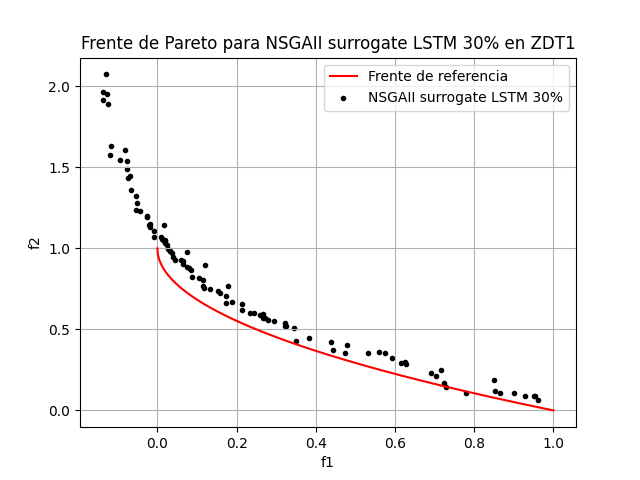 Frente de Pareto para NSGAII surrogate LSTM 30% en ZDT1
Frente de referencia
NSGAII surrogate LSTM 30%
2.0
1.5
1.0
0.5
0.0
f2
0.0 0.2 0.4 0.6 0.8 1.0
f1